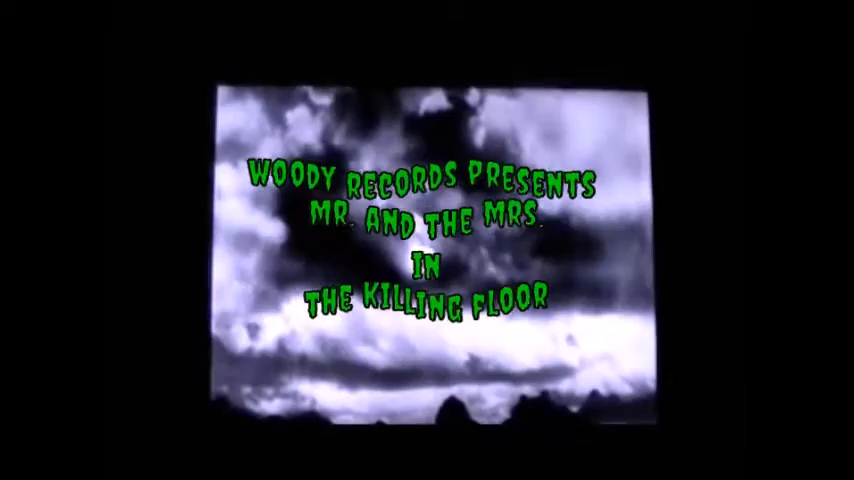 WOODY RECORDS PRESENTS
MR. AND THE MRS.
IN
THE KILLING FLOOR